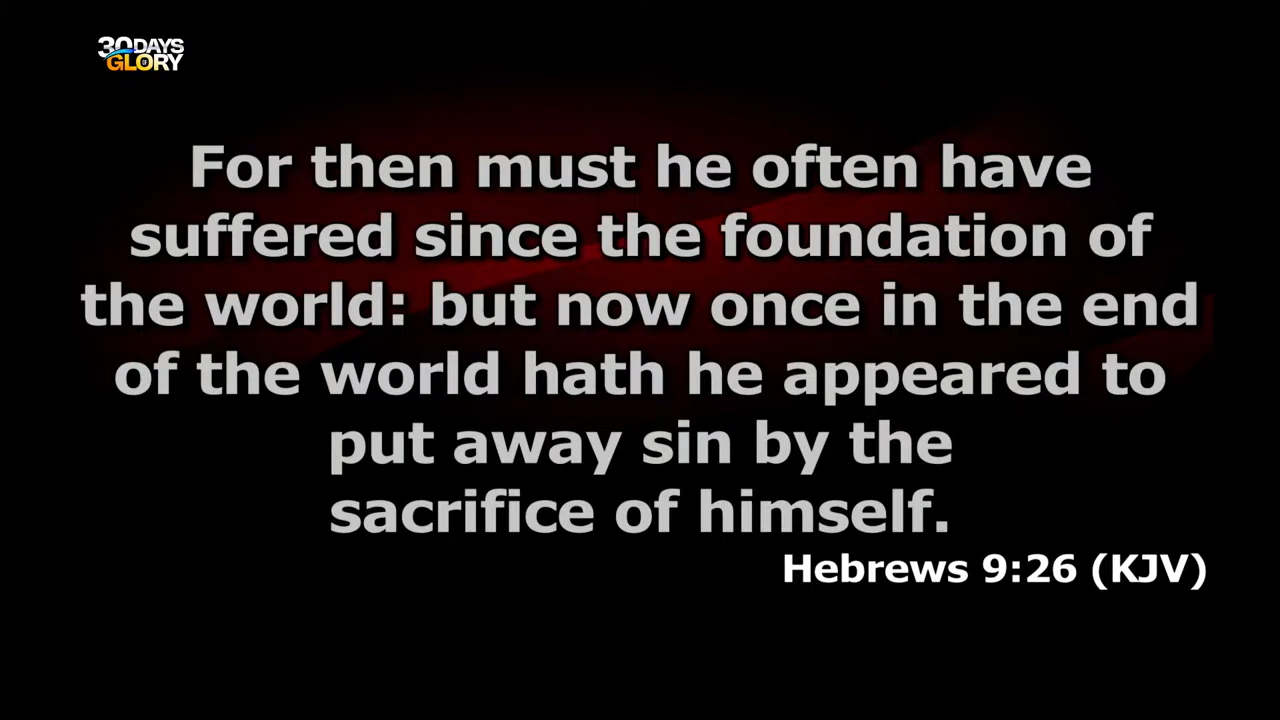 30DAYS
OF
GLORY
For then must he often have
suffered since the foundation of
the world: but now once in the end
of the world hath he appeared to
put away sin by the
sacrifice of himself.
Hebrews 9:26 (KJV)